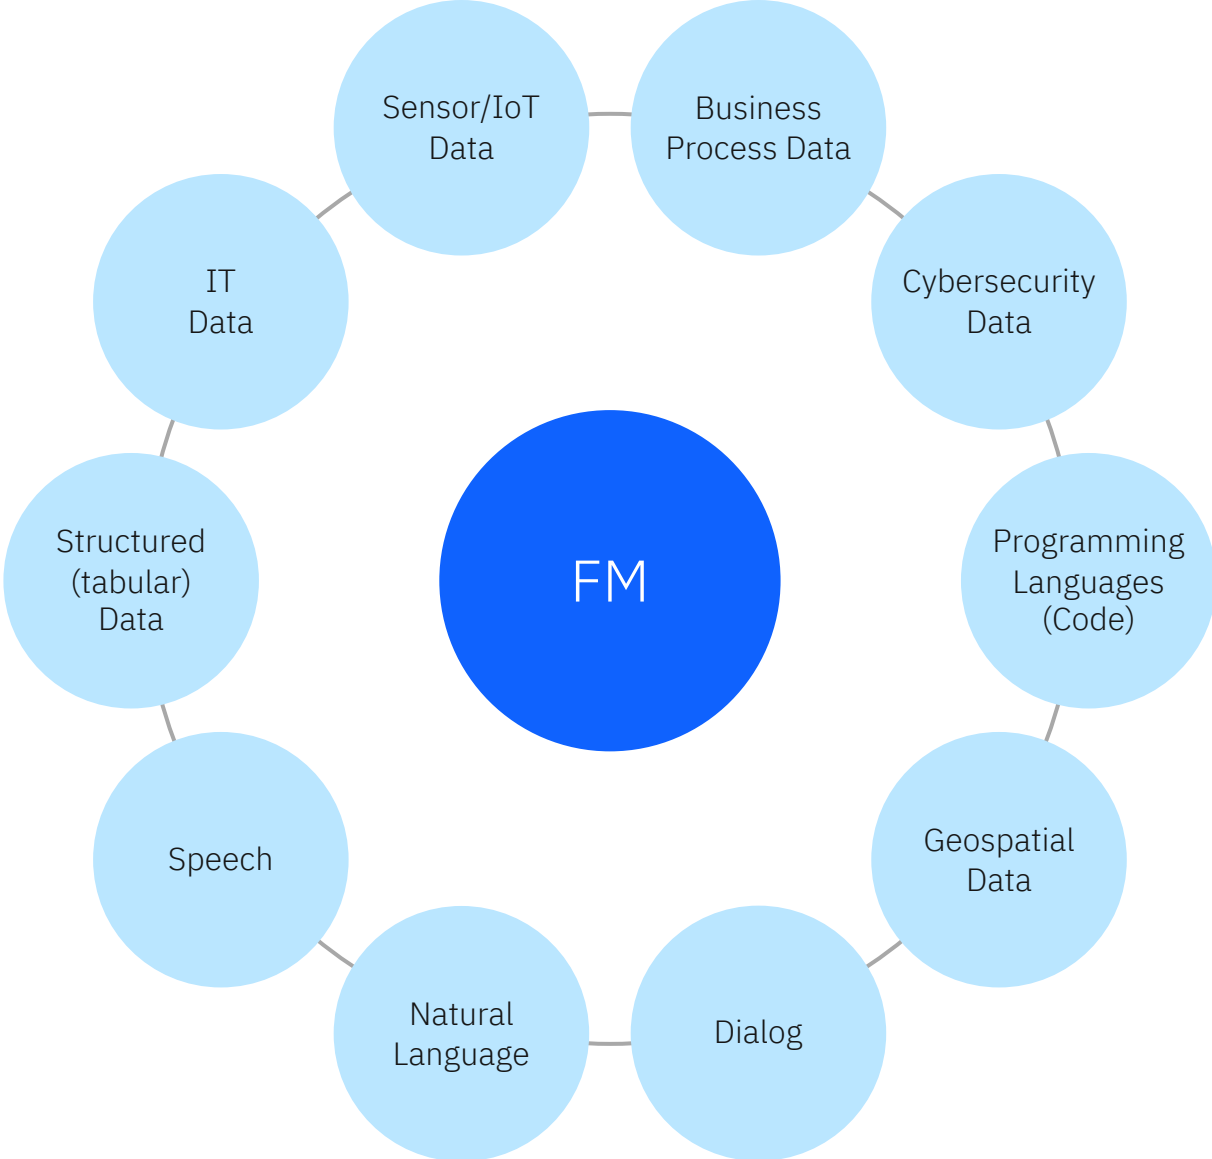 Sensor/IoT
Data
Business
Process Data
IT
Data
Cybersecurity
Data
Structured
(tabular)
Data
FM
Programming
Languages
(Code)
Speech
Geospatial
Data
Natural
Language
Dialog